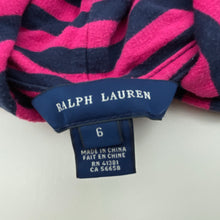 RALPH LAUREN
6
MADE IN CHINA
FAIT EN CHINE
RN 41381
CA 56658